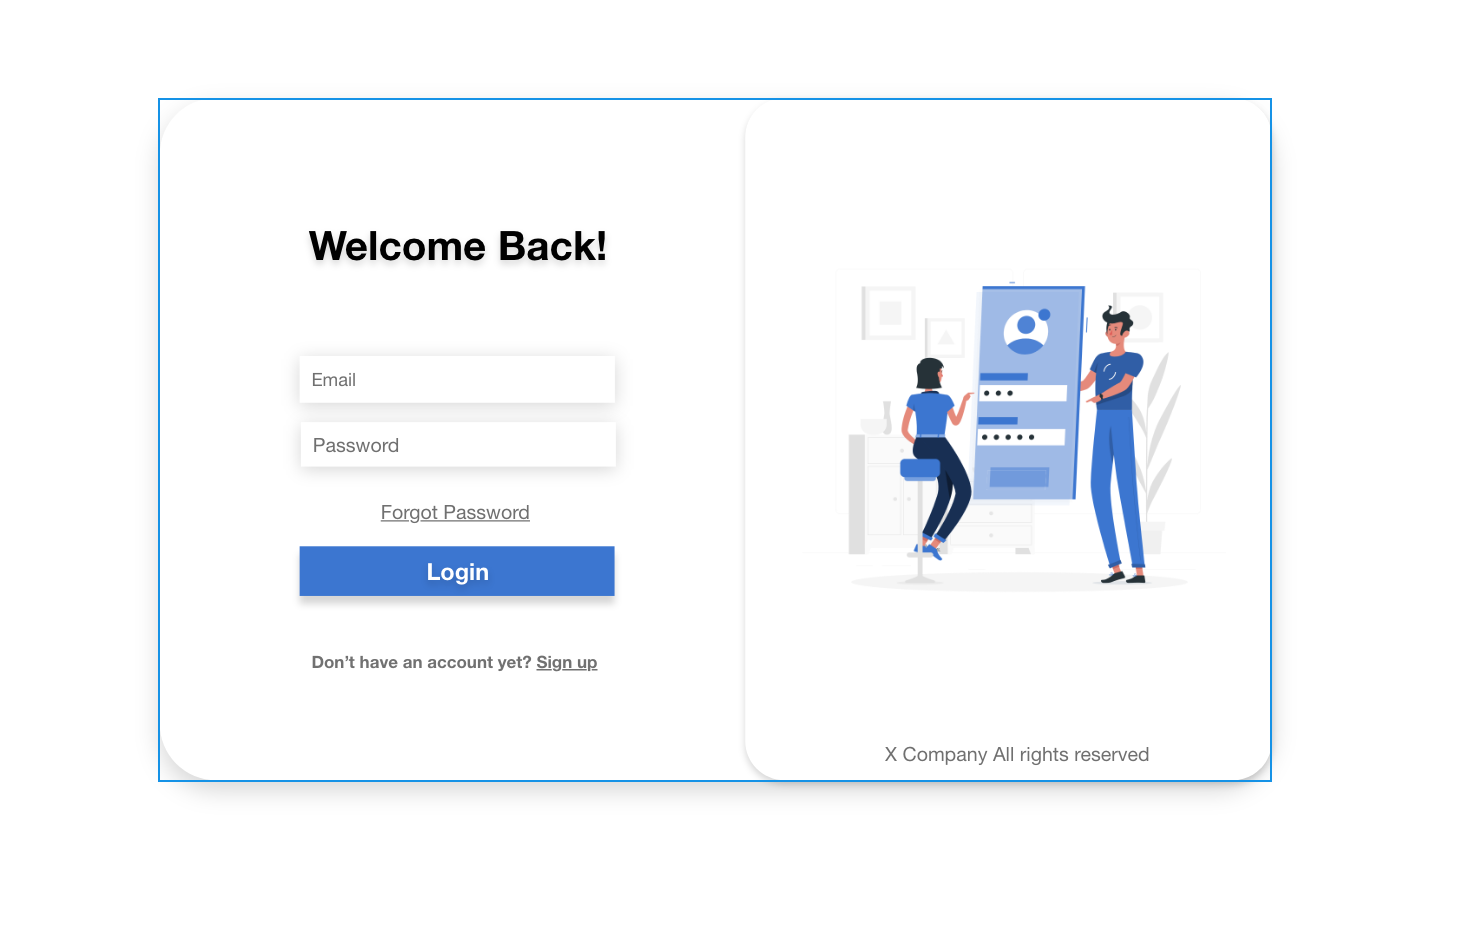 Welcome Back!
Email
Password
Forgot Password
Login
Don’t have an account yet? Sign up
X Company All rights reserved